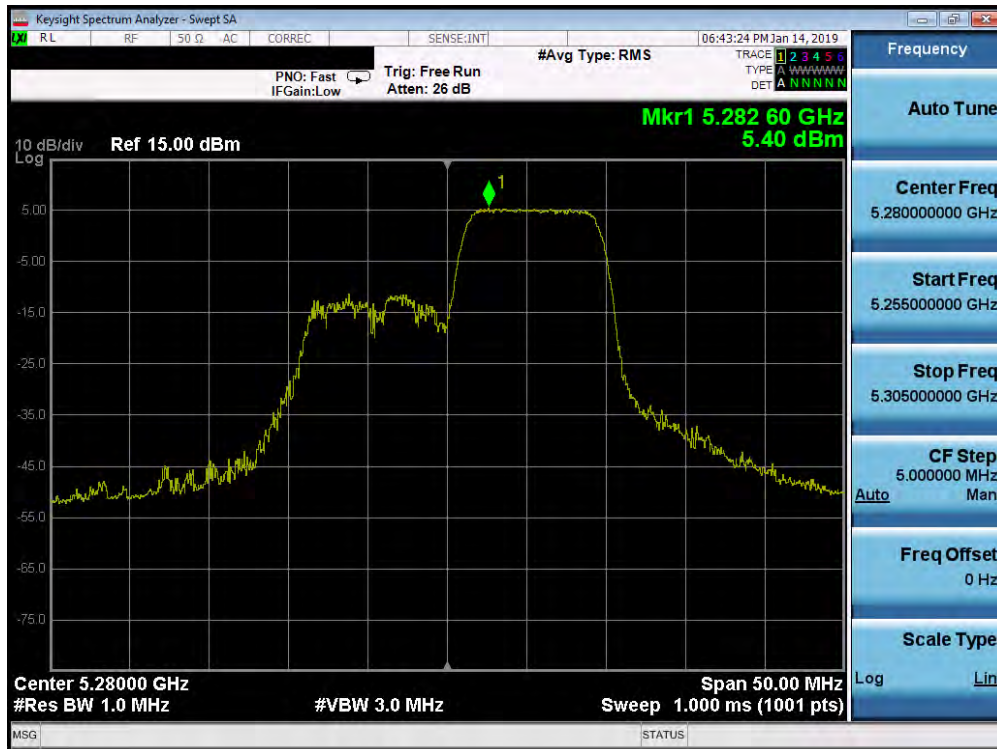 Keysight Spectrum Analyzer - Swept SA
LXI RL RF 50 Ω AC CORREC SENSE:INT 06:43:24 PM Jan 14, 2019
PNO: Fast
IFGain:Low
Trig: Free Run
Atten: 26 dB
#Avg Type: RMS
TRACE 1 2 3 4 5 6
TYPE A WWWWW
DET A N N N N N
Mkr1 5.282 60 GHz
5.40 dBm
10 dB/div
Log
Ref 15.00 dBm
1
5.00
-5.00
-15.0
-25.0
-35.0
-45.0
-55.0
-65.0
-75.0
Center 5.28000 GHz
#Res BW 1.0 MHz
#VBW 3.0 MHz
Span 50.00 MHz
Sweep 1.000 ms (1001 pts)
MSG
STATUS
Frequency
Auto Tune
Center Freq
5.280000000 GHz
Start Freq
5.255000000 GHz
Stop Freq
5.305000000 GHz
CF Step
5.000000 MHz
Auto Man
Freq Offset
0 Hz
Scale Type
Log Lin